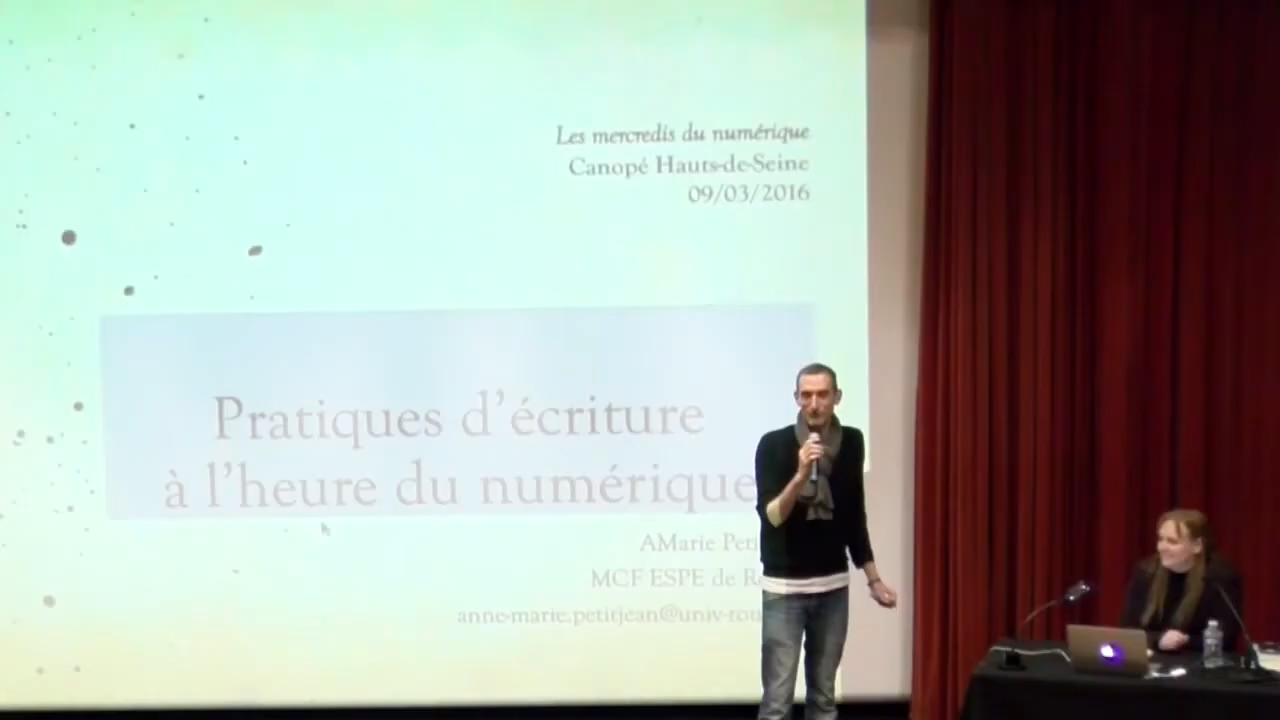 Les mercredis du numérique
Canopé Hauts-de-Seine
09/03/2016
Pratiques d'écriture
à l'heure du numérique
AMarie
MCF ESPE de